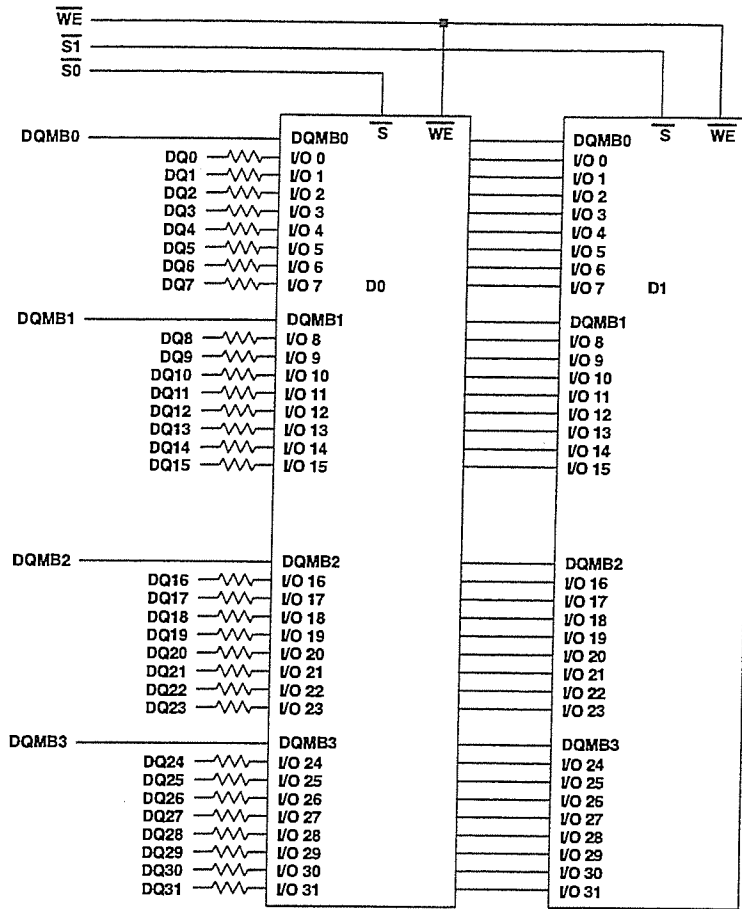 WE
S1
S0
DQMB0 DQMB0 S WE DQMB0 S WE
DQ0 I/O 0 I/O 0
DQ1 I/O 1 I/O 1
DQ2 I/O 2 I/O 2
DQ3 I/O 3 I/O 3
DQ4 I/O 4 I/O 4
DQ5 I/O 5 I/O 5
DQ6 I/O 6 I/O 6
DQ7 I/O 7 D0 I/O 7 D1
DQMB1 DQMB1 DQMB1
DQ8 I/O 8 I/O 8
DQ9 I/O 9 I/O 9
DQ10 I/O 10 I/O 10
DQ11 I/O 11 I/O 11
DQ12 I/O 12 I/O 12
DQ13 I/O 13 I/O 13
DQ14 I/O 14 I/O 14
DQ15 I/O 15 I/O 15
DQMB2 DQMB2 DQMB2
DQ16 I/O 16 I/O 16
DQ17 I/O 17 I/O 17
DQ18 I/O 18 I/O 18
DQ19 I/O 19 I/O 19
DQ20 I/O 20 I/O 20
DQ21 I/O 21 I/O 21
DQ22 I/O 22 I/O 22
DQ23 I/O 23 I/O 23
DQMB3 DQMB3 DQMB3
DQ24 I/O 24 I/O 24
DQ25 I/O 25 I/O 25
DQ26 I/O 26 I/O 26
DQ27 I/O 27 I/O 27
DQ28 I/O 28 I/O 28
DQ29 I/O 29 I/O 29
DQ30 I/O 30 I/O 30
DQ31 I/O 31 I/O 31